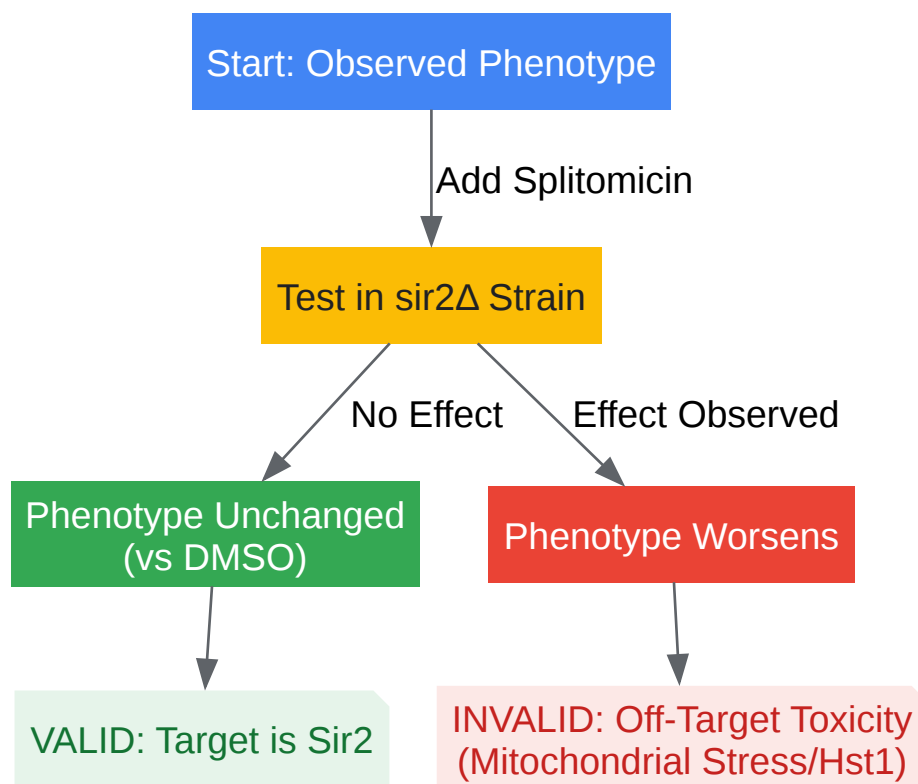 Start: Observed Phenotype
Add Splitomicin
Test in sir2Δ Strain
No Effect
Effect Observed
Phenotype Unchanged
(vs DMSO)
Phenotype Worsens
VALID: Target is Sir2
INVALID: Off-Target Toxicity
(Mitochondrial Stress/Hst1)